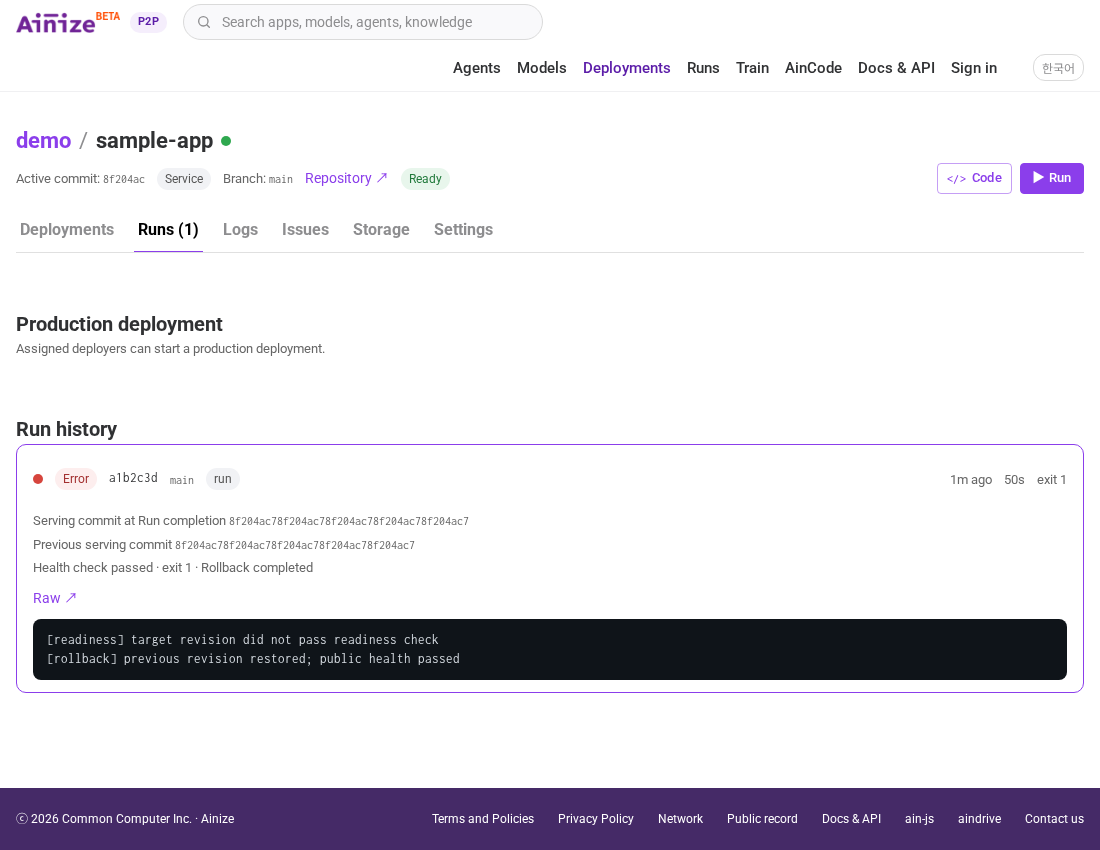 Ainize BETA P2P Search apps, models, agents, knowledge
Agents Models Deployments Runs Train AinCode Docs & API Sign in 한국어
demo / sample-app
Active commit: 8f204ac Service Branch: main Repository ↗ Ready </> Code ▶ Run
Deployments Runs (1) Logs Issues Storage Settings
Production deployment
Assigned deployers can start a production deployment.
Run history
Error a1b2c3d main run 1m ago 50s exit 1
Serving commit at Run completion 8f204ac78f204ac78f204ac78f204ac78f204ac7
Previous serving commit 8f204ac78f204ac78f204ac78f204ac78f204ac7
Health check passed · exit 1 · Rollback completed
Raw ↗
[readiness] target revision did not pass readiness check
[rollback] previous revision restored; public health passed
ⓒ 2026 Common Computer Inc. · Ainize Terms and Policies Privacy Policy Network Public record Docs & API ain-js aindrive Contact us